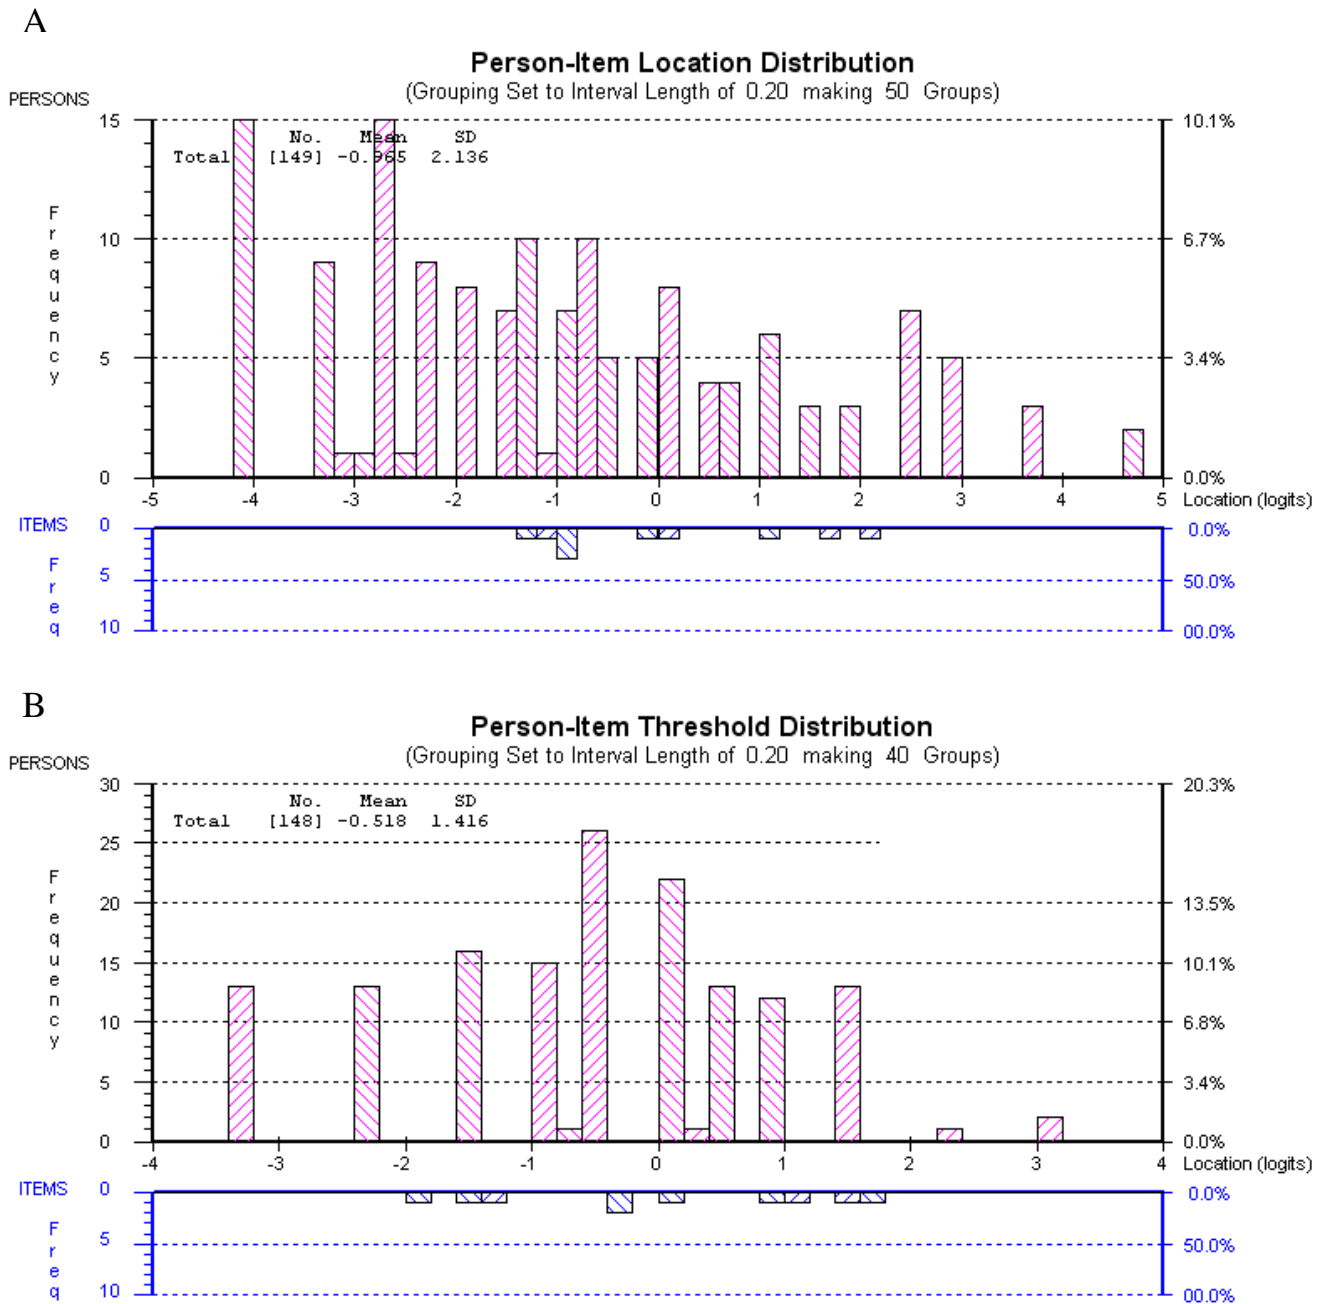 A
Person-Item Location Distribution
(Grouping Set to Interval Length of 0.20 making 50 Groups)
PERSONS
No. Mean SD
Total [149] -0.965 2.136
15 10.1%
10 6.7%
5 3.4%
0 0.0%
Frequency
-5 -4 -3 -2 -1 0 1 2 3 4 5 Location (logits)
ITEMS 0 0.0%
Freq
5 50.0%
10 00.0%
B
Person-Item Threshold Distribution
(Grouping Set to Interval Length of 0.20 making 40 Groups)
PERSONS
30 20.3%
No. Mean SD
Total [148] -0.518 1.416
25
20 13.5%
15 10.1%
10 6.8%
5 3.4%
0 0.0%
Frequency
-4 -3 -2 -1 0 1 2 3 4 Location (logits)
ITEMS 0 0.0%
Freq
5 50.0%
10 00.0%